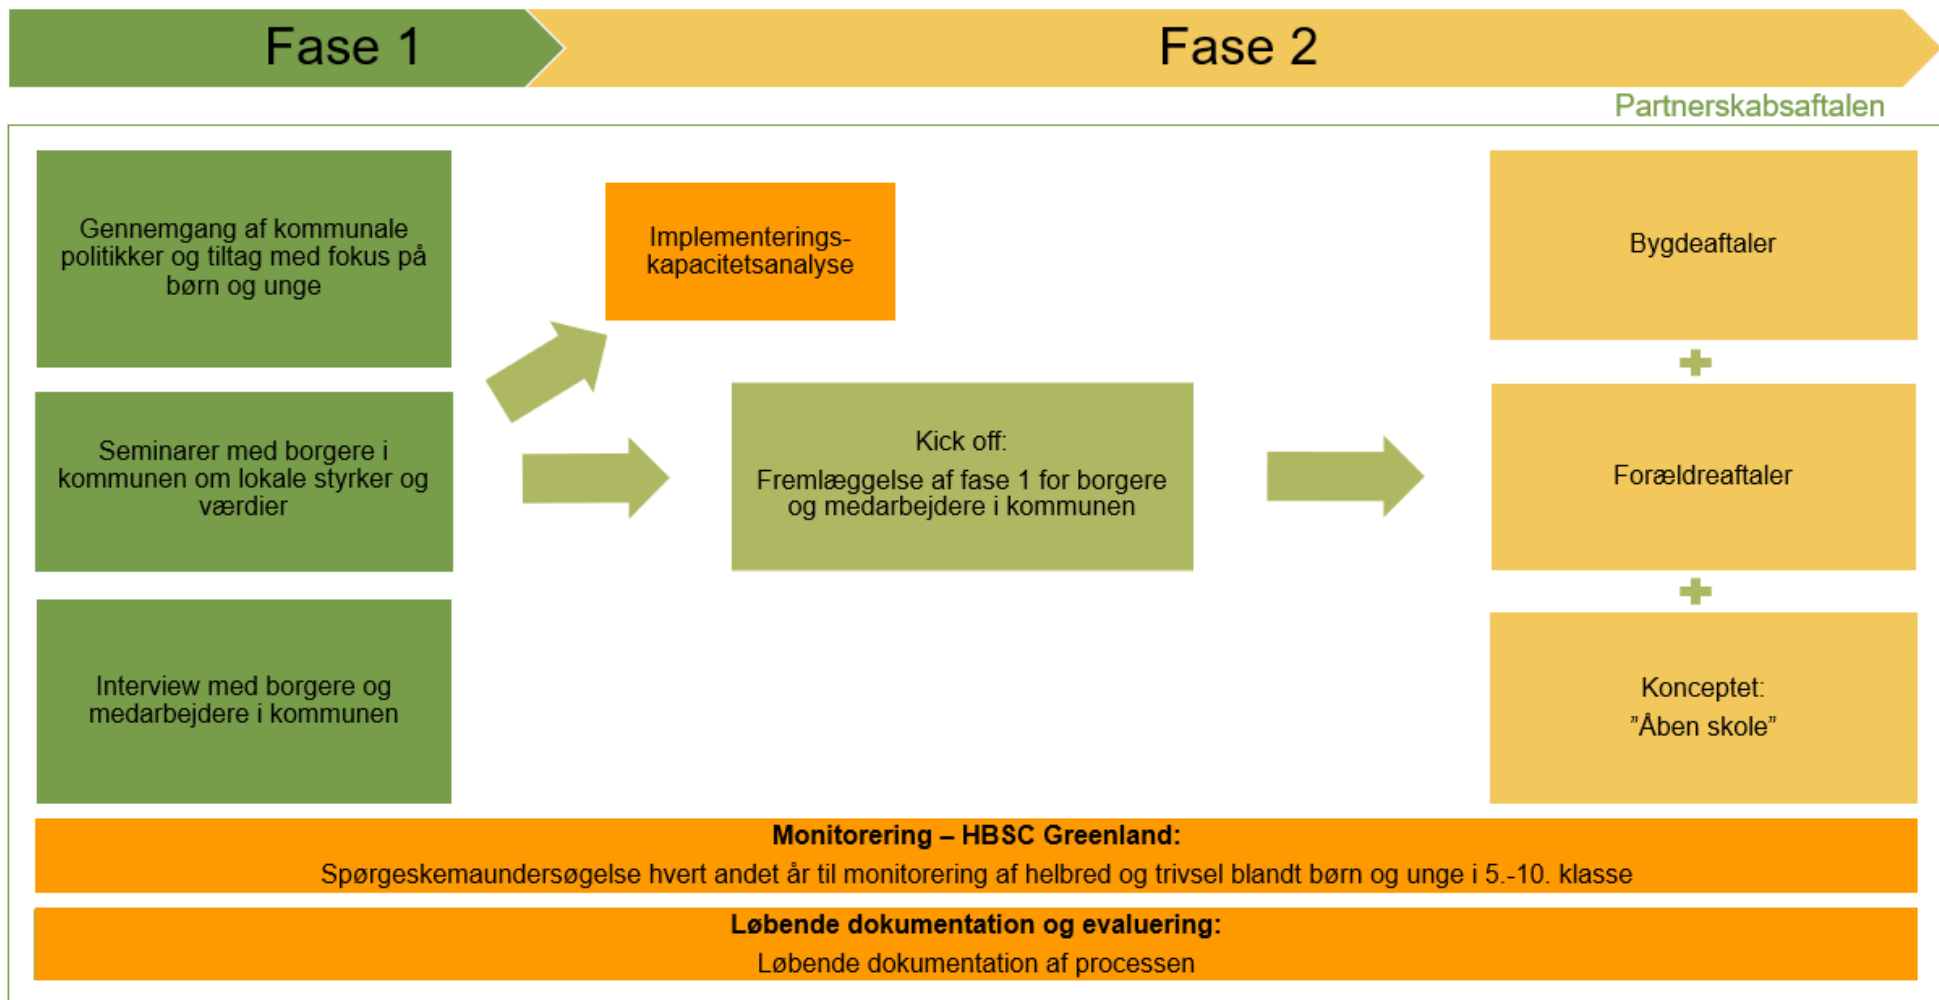 Fase 1
Fase 2
Partnerskabsaftalen
Gennemgang af kommunale
politikker og tiltag med fokus på
børn og unge
Implementerings-
kapacitetsanalyse
Bygdeaftaler
Seminarer med borgere i
kommunen om lokale styrker og
værdier
Kick off:
Fremlæggelse af fase 1 for borgere
og medarbejdere i kommunen
Forældreaftaler
Interview med borgere og
medarbejdere i kommunen
Konceptet:
”Åben skole”
Monitorering – HBSC Greenland:
Spørgeskemaundersøgelse hvert andet år til monitorering af helbred og trivsel blandt børn og unge i 5.-10. klasse
Løbende dokumentation og evaluering:
Løbende dokumentation af processen